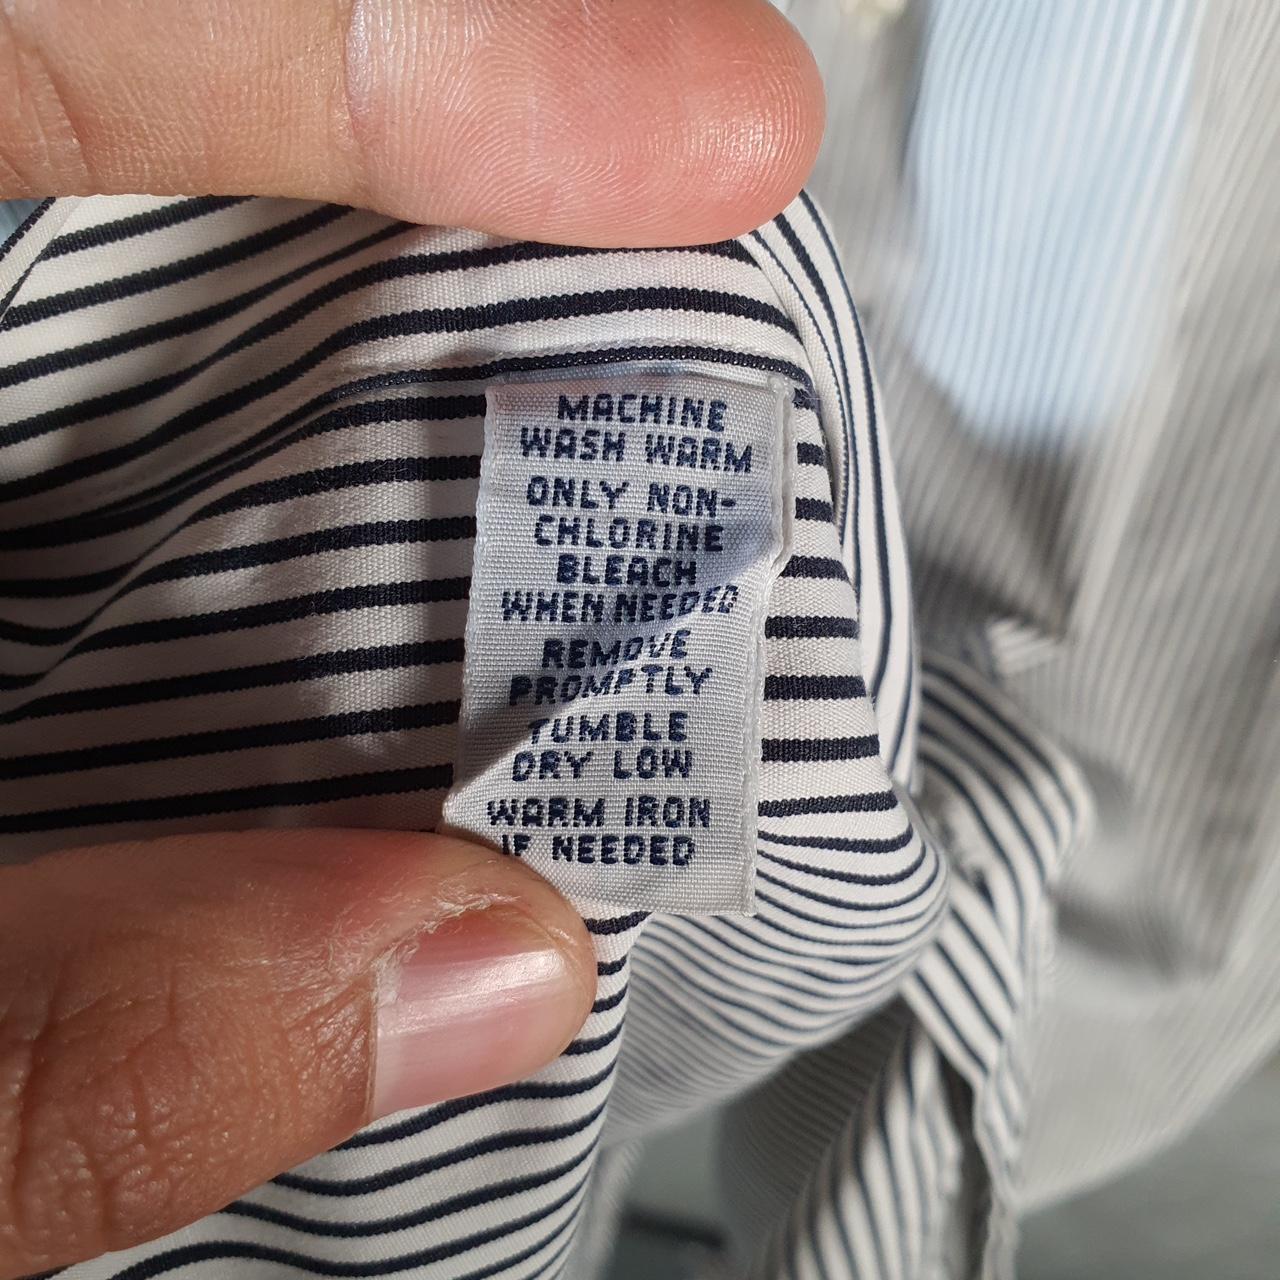 MACHINE
WASH WARM
ONLY NON-
CHLORINE
BLEACH
WHEN NEEDED
REMOVE
PROMPTLY
TUMBLE
DRY LOW
WARM IRON
IF NEEDED